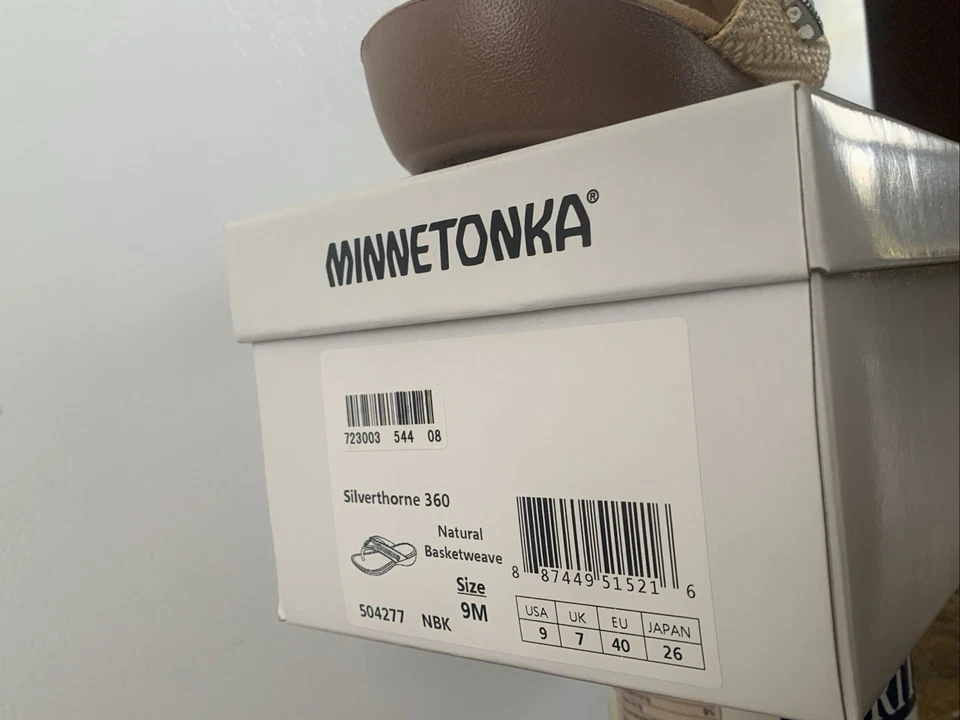 MINNETONKA®
723003 544 08
Silverthorne 360
Natural
Basketweave
Size
9M
504277 NBK
8 87449 51521 6
USA UK EU JAPAN
9 7 40 26